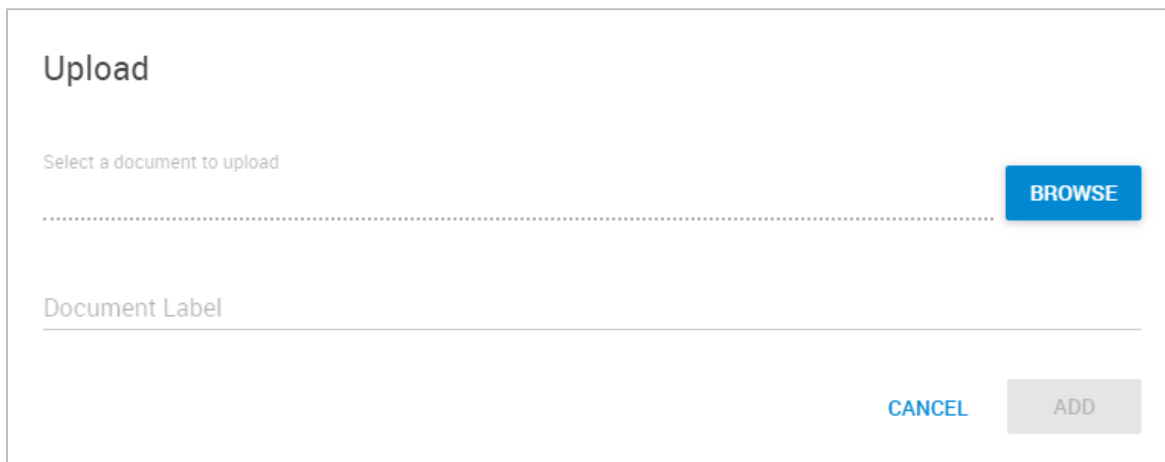 Upload
Select a document to upload
BROWSE
Document Label
CANCEL
ADD